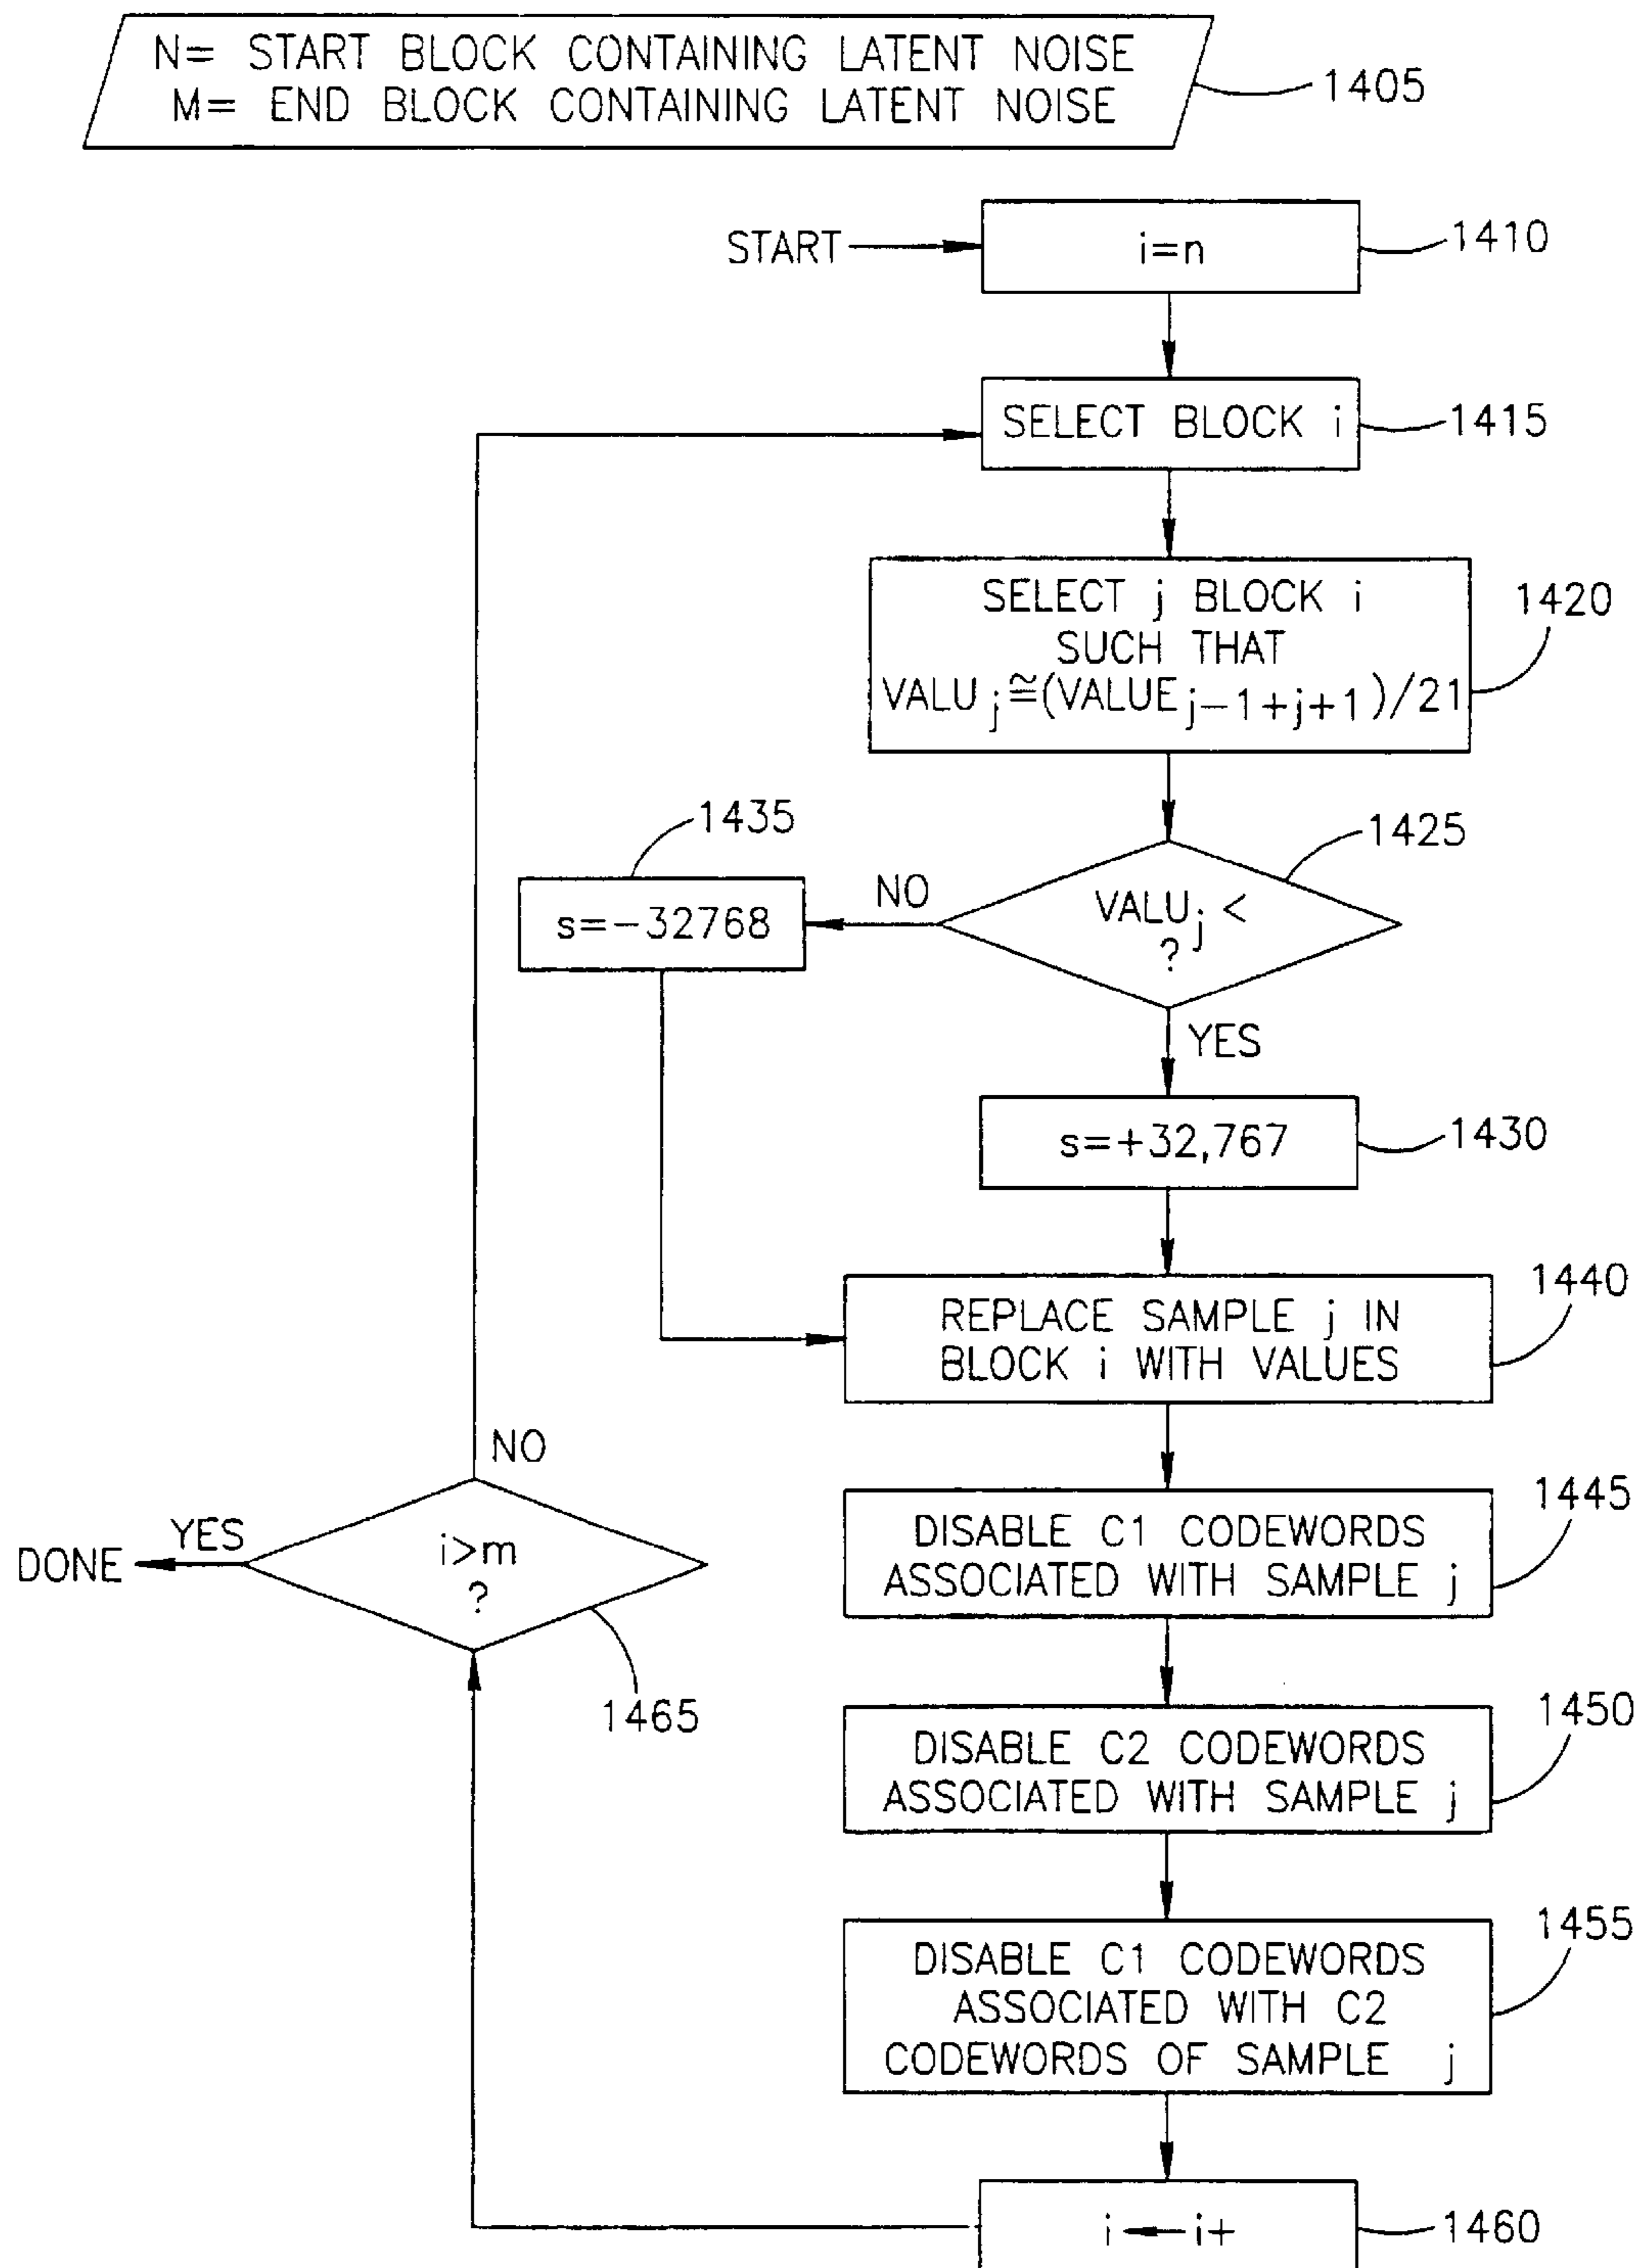 N= START BLOCK CONTAINING LATENT NOISE
M= END BLOCK CONTAINING LATENT NOISE
1405
START
i=n
1410
SELECT BLOCK i
1415
SELECT j BLOCK i
SUCH THAT
VALU j ≅(VALUE j-1+j+1 )/21
1420
1435
1425
s=-32768
NO
VALU j <
?
YES
s=+32,767
1430
REPLACE SAMPLE j IN
BLOCK i WITH VALUES
1440
NO
DISABLE C1 CODEWORDS
ASSOCIATED WITH SAMPLE j
1445
DONE
YES
i>m
?
1465
DISABLE C2 CODEWORDS
ASSOCIATED WITH SAMPLE j
1450
DISABLE C1 CODEWORDS
ASSOCIATED WITH C2
CODEWORDS OF SAMPLE j
1455
i ← i+
1460